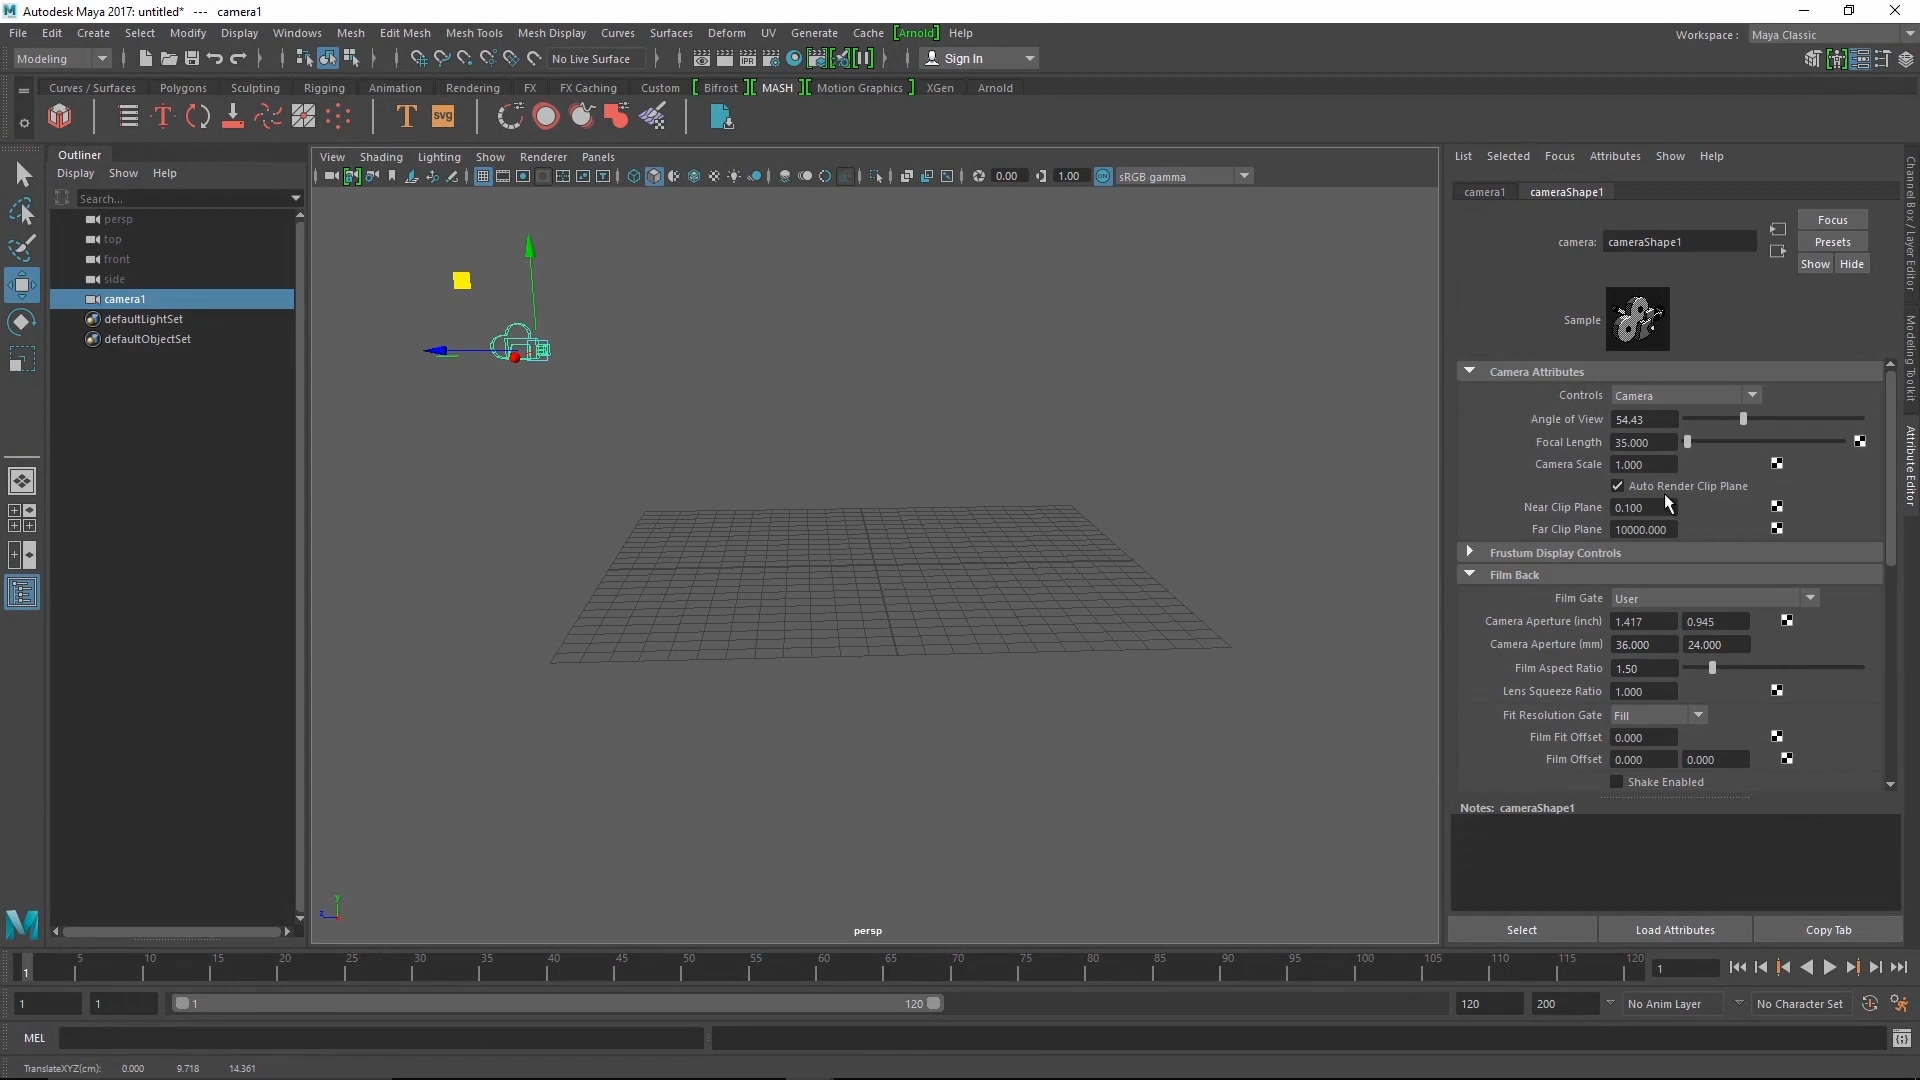 Autodesk Maya 2017: untitled*   ---   camera1
File Edit Create Select Modify Display Windows Mesh Edit Mesh Mesh Tools Mesh Display Curves Surfaces Deform UV Generate Cache [Arnold] Help
Workspace : Maya Classic
Modeling No Live Surface Sign In
Curves / Surfaces Polygons Sculpting Rigging Animation Rendering FX FX Caching Custom Bifrost MASH Motion Graphics XGen Arnold
T svg
Outliner
Display Show Help
Search...
persp
top
front
side
camera1
defaultLightSet
defaultObjectSet
View Shading Lighting Show Renderer Panels
0.00 1.00 ON sRGB gamma
y
z
persp
List Selected Focus Attributes Show Help
camera1 cameraShape1
Focus
camera: cameraShape1 Presets
Show Hide
Sample
Camera Attributes
Controls Camera
Angle of View 54.43
Focal Length 35.000
Camera Scale 1.000
Auto Render Clip Plane
Near Clip Plane 0.100
Far Clip Plane 10000.000
Frustum Display Controls
Film Back
Film Gate User
Camera Aperture (inch) 1.417 0.945
Camera Aperture (mm) 36.000 24.000
Film Aspect Ratio 1.50
Lens Squeeze Ratio 1.000
Fit Resolution Gate Fill
Film Fit Offset 0.000
Film Offset 0.000 0.000
Shake Enabled
Notes: cameraShape1
Select Load Attributes Copy Tab
Channel Box / Layer Editor
Modeling Toolkit
Attribute Editor
1 5 10 15 20 25 30 35 40 45 50 55 60 65 70 75 80 85 90 95 100 105 110 115 120 1
1 1 1 120 120 200 No Anim Layer No Character Set
MEL
TranslateXYZ(cm): 0.000 9.718 14.361